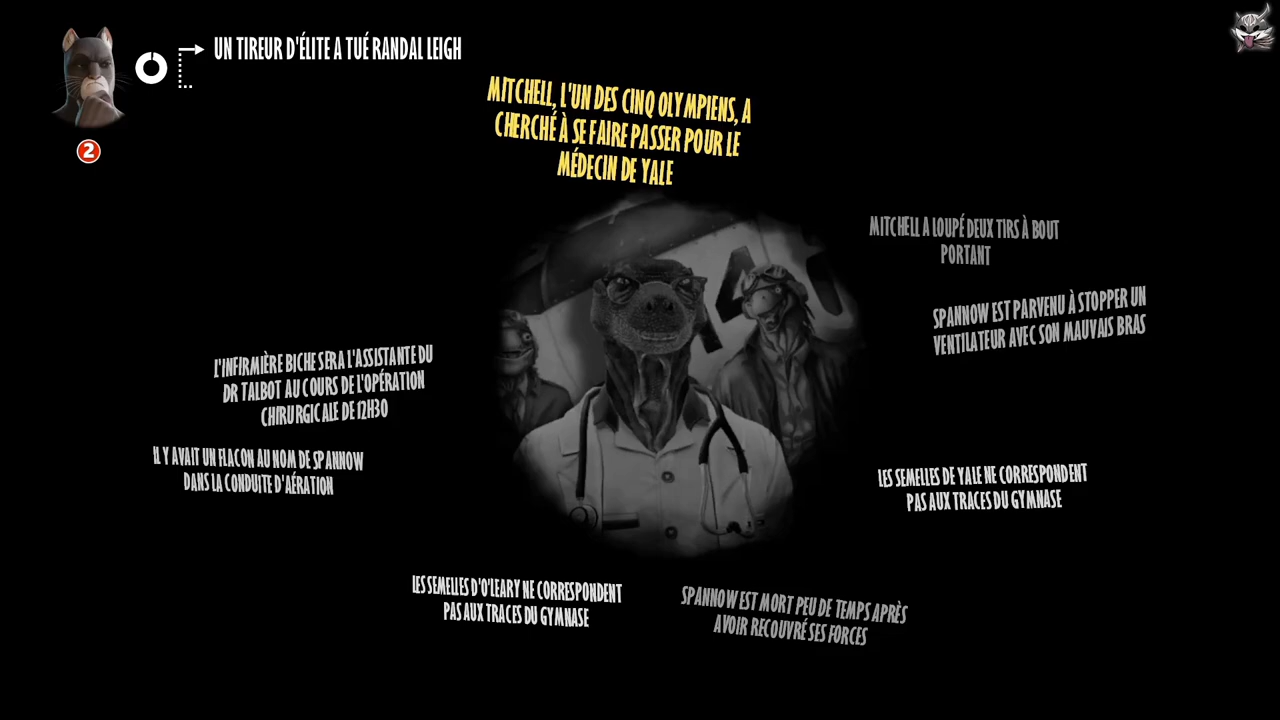 UN TIREUR D'ÉLITE A TUÉ RANDAL LEIGH
2
MITCHELL, L'UN DES CINQ OLYMPIENS, A
CHERCHÉ À SE FAIRE PASSER POUR LE
MÉDECIN DE YALE
MITCHELL A LOUPÉ DEUX TIRS À BOUT
PORTANT
SPANNOW EST PARVENU À STOPPER UN
VENTILATEUR AVEC SON MAUVAIS BRAS
L'INFIRMIÈRE BICHE SERA L'ASSISTANTE DU
DR TALBOT AU COURS DE L'OPÉRATION
CHIRURGICALE DE 12H30
IL Y AVAIT UN FLACON AU NOM DE SPANNOW
DANS LA CONDUITE D'AÉRATION
LES SEMELLES DE YALE NE CORRESPONDENT
PAS AUX TRACES DU GYMNASE
LES SEMELLES D'O'LEARY NE CORRESPONDENT
PAS AUX TRACES DU GYMNASE
SPANNOW EST MORT PEU DE TEMPS APRÈS
AVOIR RECOUVRÉ SES FORCES